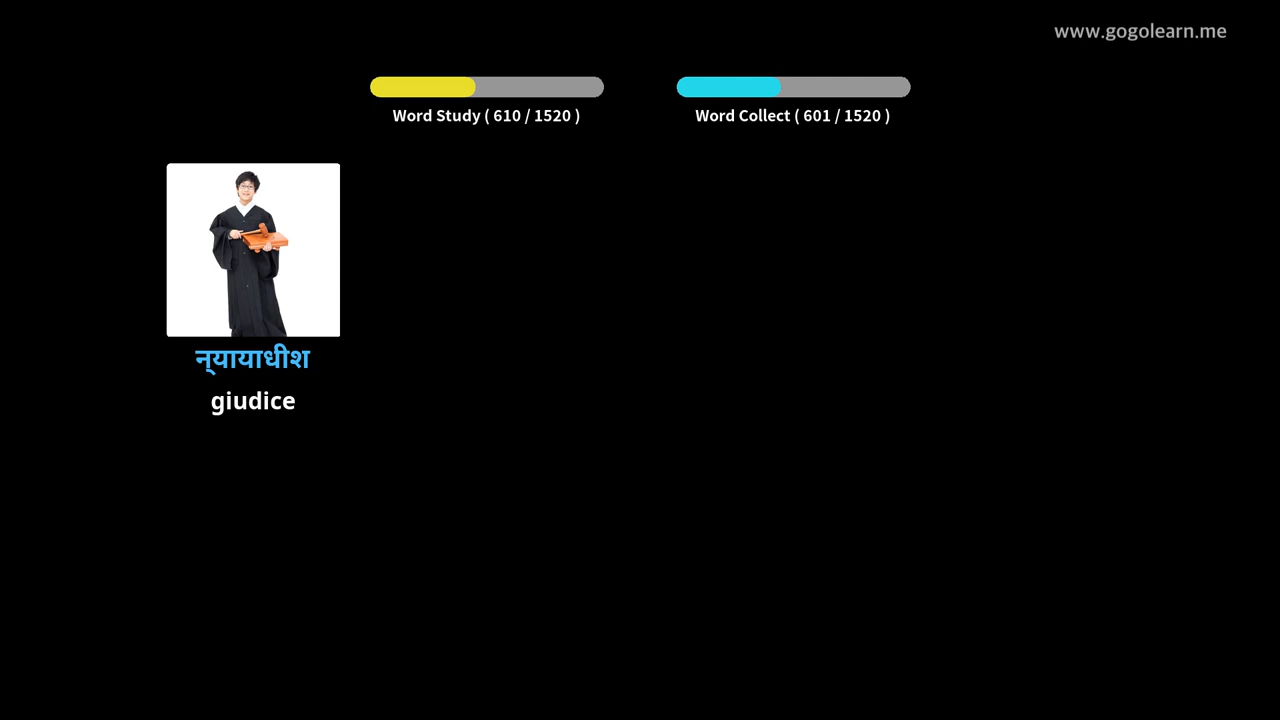 www.gogolearn.me
Word Study ( 610 / 1520 )
Word Collect ( 601 / 1520 )
न्यायाधीश
giudice